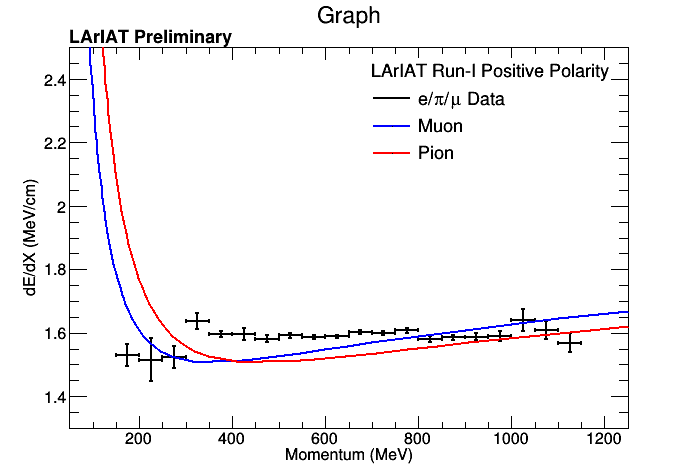 Graph
LArIAT Preliminary
LArIAT Run-I Positive Polarity
e/π/μ Data
Muon
Pion
dE/dX (MeV/cm)
2.4
2.2
2
1.8
1.6
1.4
200 400 600 800 1000 1200
Momentum (MeV)